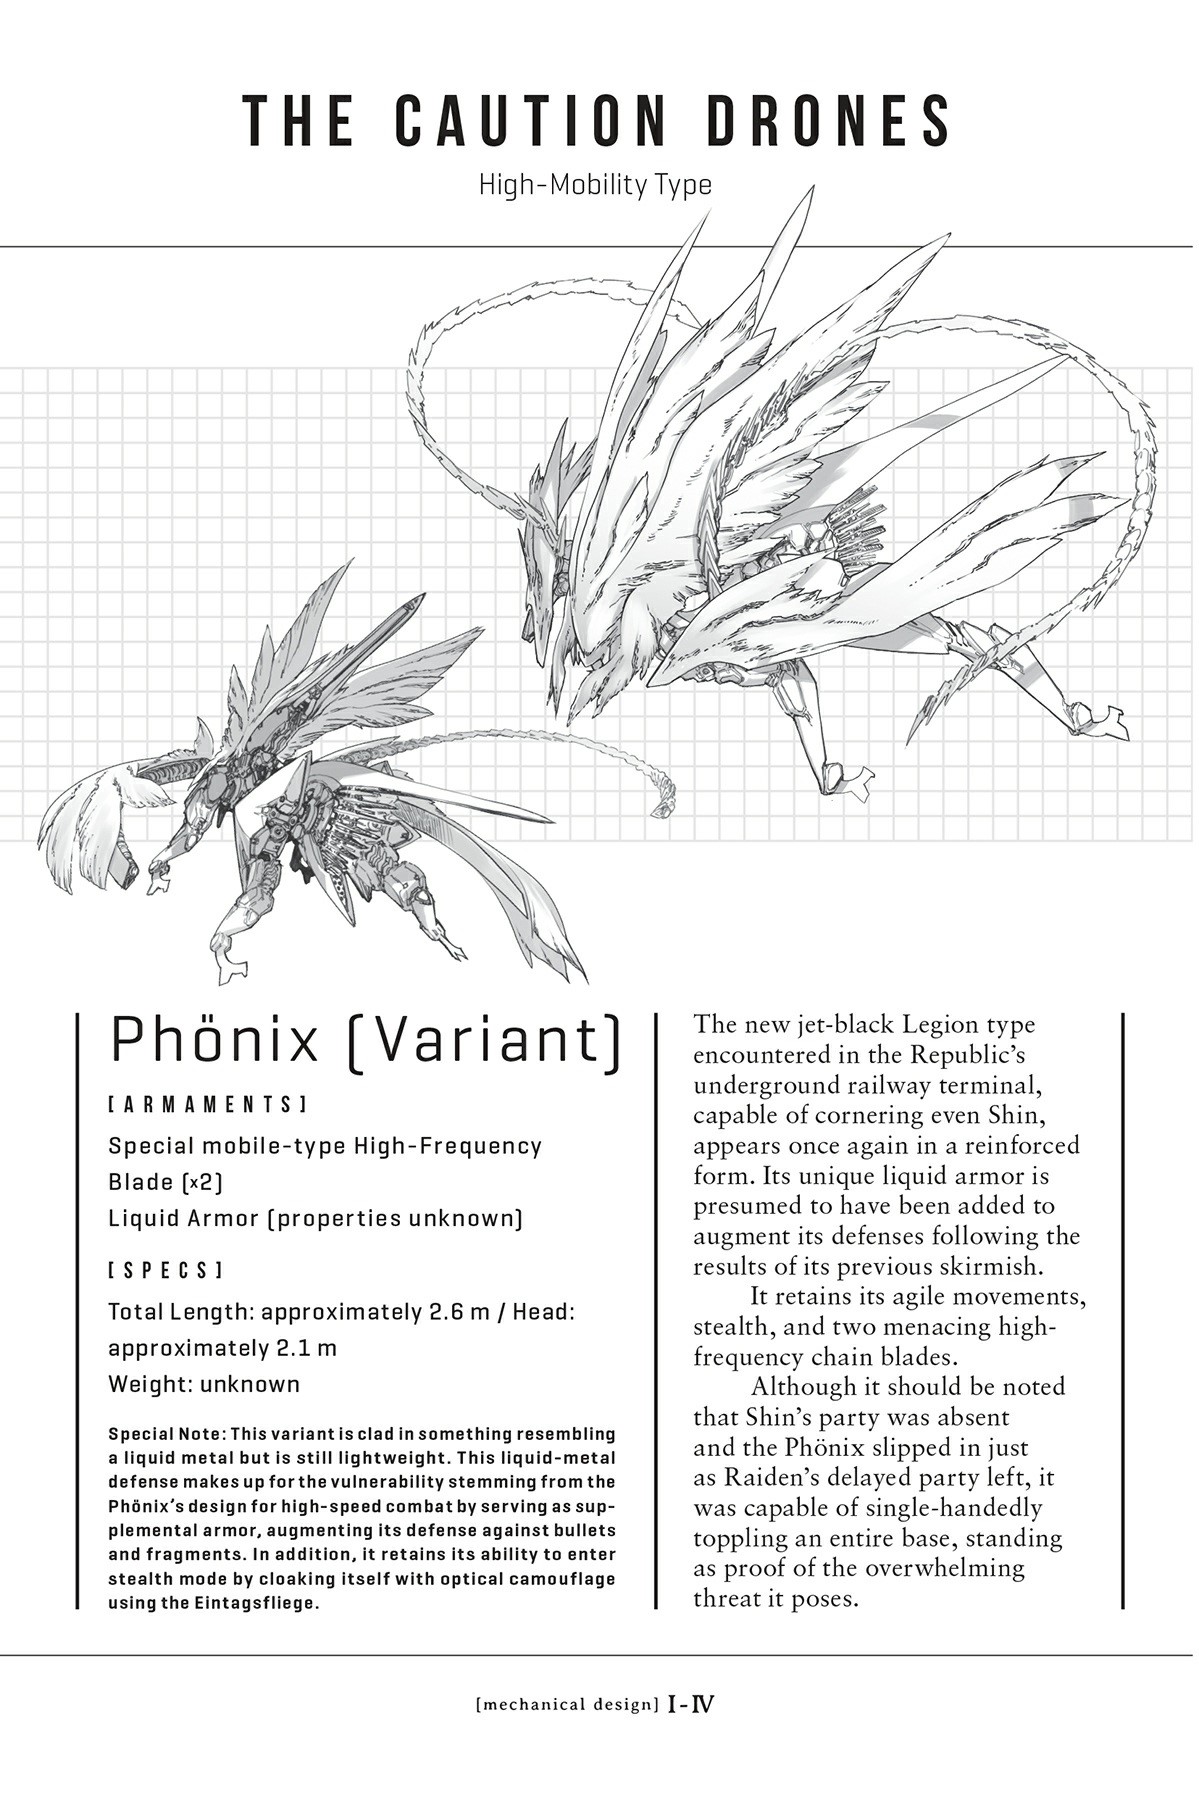 THE CAUTION DRONES
High-Mobility Type
Phönix (Variant)
[ARMAMENTS]
Special mobile-type High-Frequency
Blade (x2)
Liquid Armor (properties unknown)
[SPECS]
Total Length: approximately 2.6 m / Head:
approximately 2.1 m
Weight: unknown
Special Note: This variant is clad in something resembling
a liquid metal but is still lightweight. This liquid-metal
defense makes up for the vulnerability stemming from the
Phönix's design for high-speed combat by serving as sup-
plemental armor, augmenting its defense against bullets
and fragments. In addition, it retains its ability to enter
stealth mode by cloaking itself with optical camouflage
using the Eintagsfliege.
The new jet-black Legion type
encountered in the Republic's
underground railway terminal,
capable of cornering even Shin,
appears once again in a reinforced
form. Its unique liquid armor is
presumed to have been added to
augment its defenses following the
results of its previous skirmish.
It retains its agile movements,
stealth, and two menacing high-
frequency chain blades.
Although it should be noted
that Shin's party was absent
and the Phönix slipped in just
as Raiden's delayed party left, it
was capable of single-handedly
toppling an entire base, standing
as proof of the overwhelming
threat it poses.
[mechanical design] I-IV